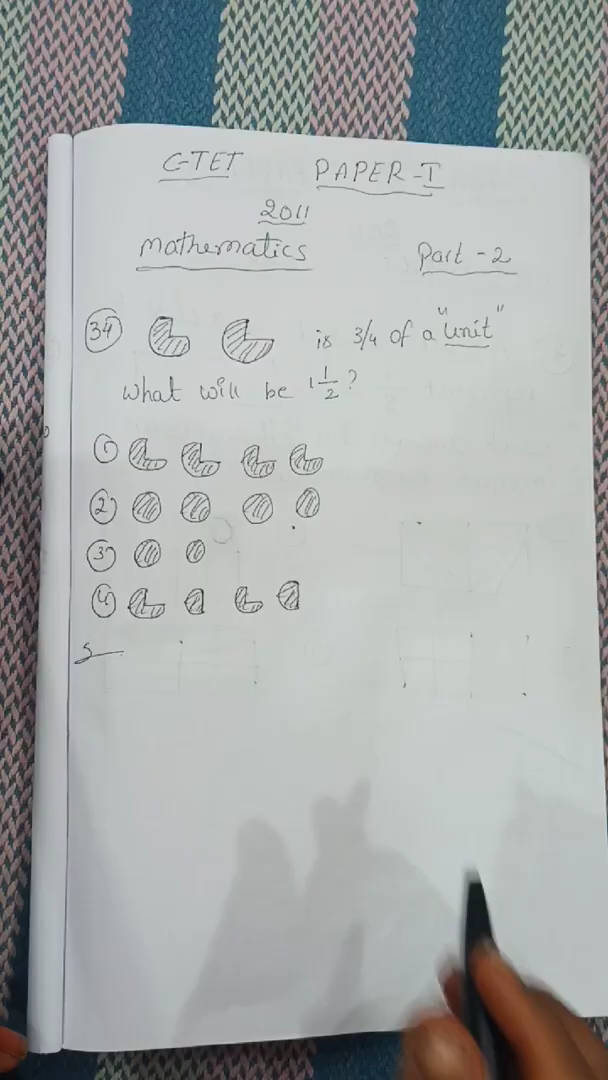 C-TET PAPER-I
2011
Mathematics Part-2
34 is 3/4 of a "unit"
What will be 1 1/2?
1
2
3
4
S